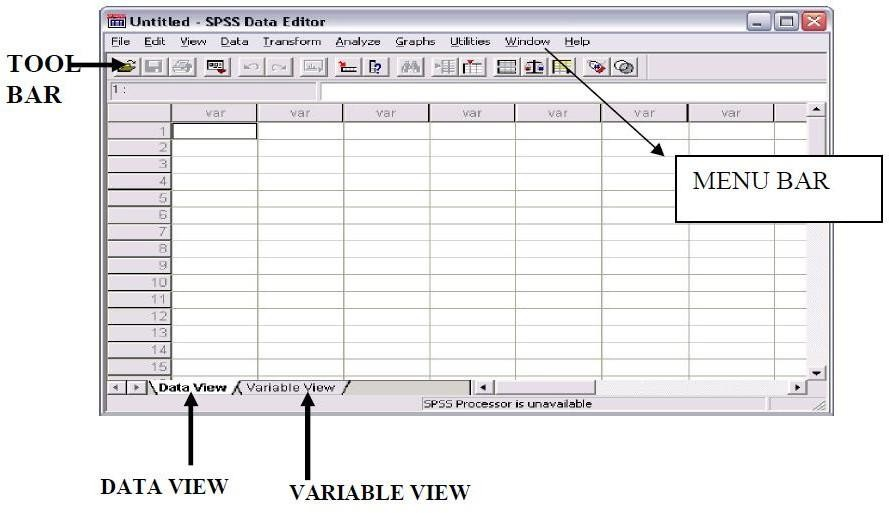 Untitled - SPSS Data Editor
File Edit View Data Transform Analyze Graphs Utilities Window Help
TOOL
BAR
1 :
var var var var var var var
1
2
3
4
MENU BAR
5
6
7
8
9
10
11
12
13
14
15
Data View Variable View
SPSS Processor is unavailable
DATA VIEW
VARIABLE VIEW